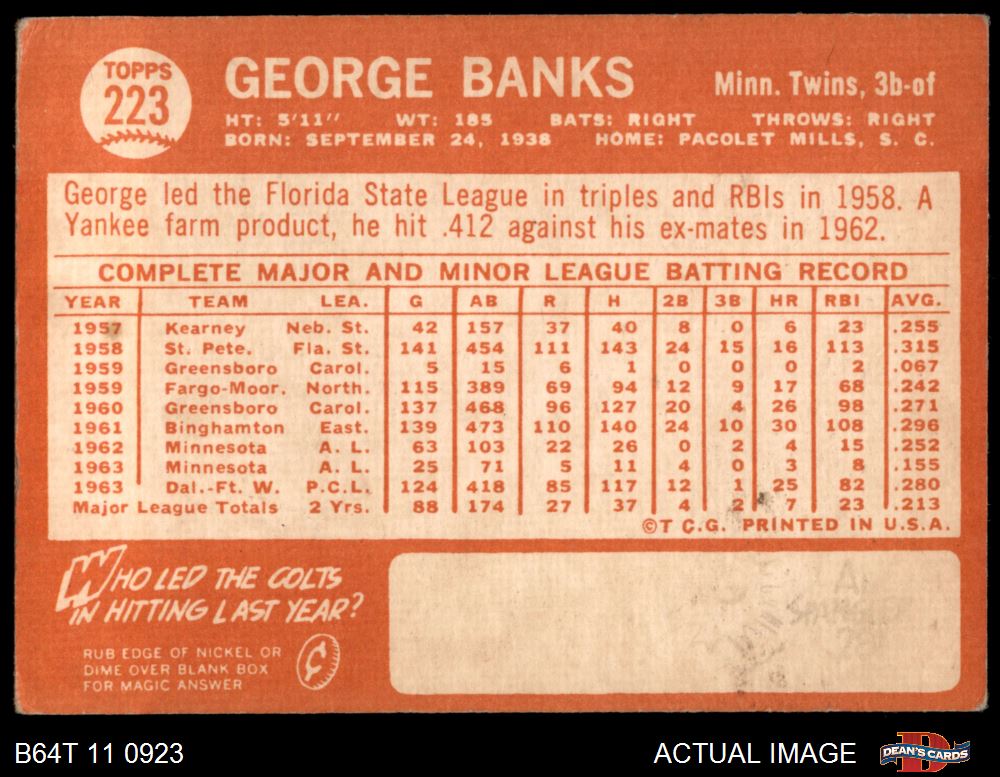 TOPPS
223
GEORGE BANKS
Minn. Twins, 3b-of
HT: 5'11" WT: 185 BATS: RIGHT THROWS: RIGHT
BORN: SEPTEMBER 24, 1938 HOME: PACOLET MILLS, S. C.
George led the Florida State League in triples and RBIs in 1958. A
Yankee farm product, he hit .412 against his ex-mates in 1962.
COMPLETE MAJOR AND MINOR LEAGUE BATTING RECORD
YEAR TEAM LEA. G AB R H 2B 3B HR RBI AVG.
1957 Kearney Neb. St. 42 157 37 40 8 0 6 23 .255
1958 St. Pete. Fla. St. 141 454 111 143 24 15 16 113 .315
1959 Greensboro Carol. 5 15 6 1 0 0 0 2 .067
1959 Fargo-Moor. North. 115 389 69 94 12 9 17 68 .242
1960 Greensboro Carol. 137 468 96 127 20 4 26 98 .271
1961 Binghamton East. 139 473 110 140 24 10 30 108 .296
1962 Minnesota A. L. 63 103 22 26 0 2 4 15 .252
1963 Minnesota A. L. 25 71 5 11 4 0 3 8 .155
1963 Dal.-Ft. W. P.C.L. 124 418 85 117 12 1 25 82 .280
Major League Totals 2 Yrs. 88 174 27 37 4 2 7 23 .213
©T.C.G. PRINTED IN U.S.A.
WHO LED THE COLTS
IN HITTING LAST YEAR?
RUB EDGE OF NICKEL OR
DIME OVER BLANK BOX
FOR MAGIC ANSWER
B64T 11 0923
ACTUAL IMAGE
DEAN'S CARDS